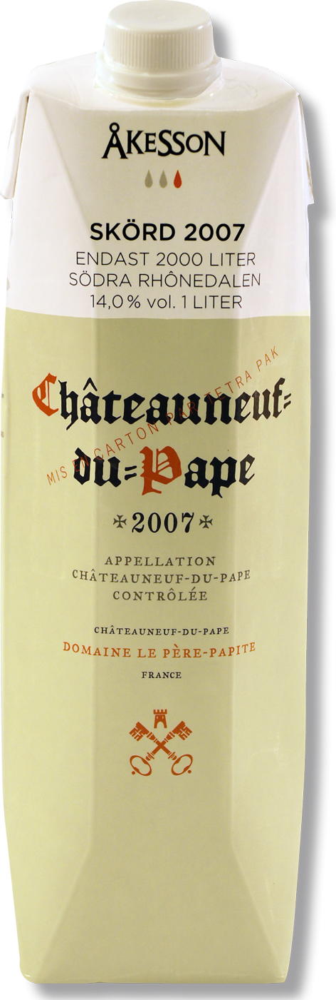 ÅKESSON
SKÖRD 2007
ENDAST 2000 LITER
SÖDRA RHÔNEDALEN
14,0% vol. 1 LITER
Châteauneuf=
du=Pape
MIS EN CARTON PAR TETRA PAK
2007
APPELLATION
CHÂTEAUNEUF-DU-PAPE
CONTRÔLÉE
CHÂTEAUNEUF-DU-PAPE
DOMAINE LE PÈRE-PAPITE
FRANCE